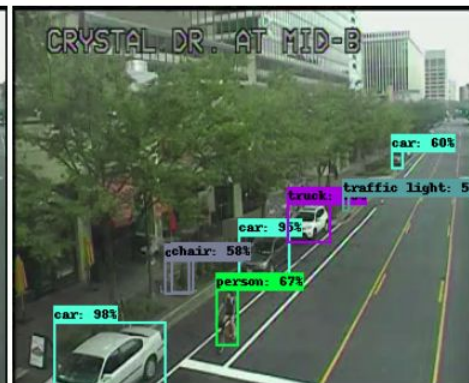 CRYSTAL DR. AT MID-B
car: 60%
truck:
traffic light: 5
car: 95%
chair: 58%
person: 67%
car: 98%